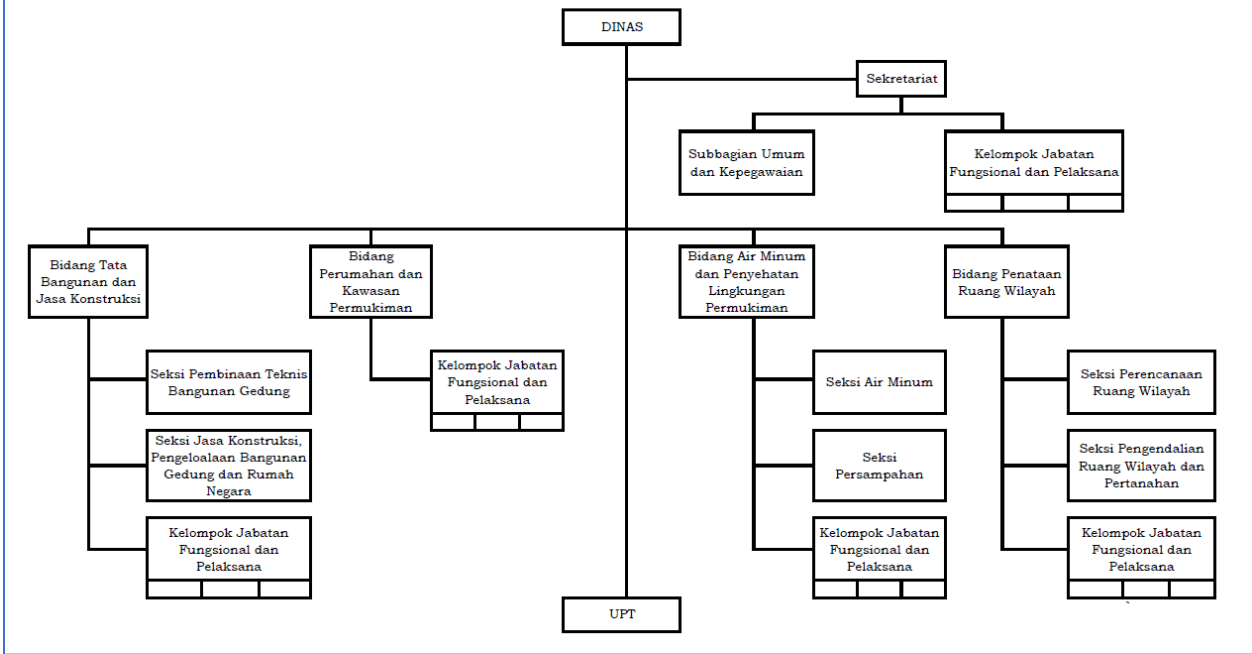 DINAS
Sekretariat
Subbagian Umum
dan Kepegawaian
Kelompok Jabatan
Fungsional dan Pelaksana
Bidang Tata
Bangunan dan
Jasa Konstruksi
Bidang
Perumahan dan
Kawasan
Permukiman
Bidang Air Minum
dan Penyehatan
Lingkungan
Permukiman
Bidang Penataan
Ruang Wilayah
Seksi Pembinaan Teknis
Bangunan Gedung
Kelompok Jabatan
Fungsional dan
Pelaksana
Seksi Air Minum
Seksi Perencanaan
Ruang Wilayah
Seksi Jasa Konstruksi,
Pengeloalaan Bangunan
Gedung dan Rumah
Negara
Seksi
Persampahan
Seksi Pengendalian
Ruang Wilayah dan
Pertanahan
Kelompok Jabatan
Fungsional dan
Pelaksana
Kelompok Jabatan
Fungsional dan
Pelaksana
Kelompok Jabatan
Fungsional dan
Pelaksana
UPT